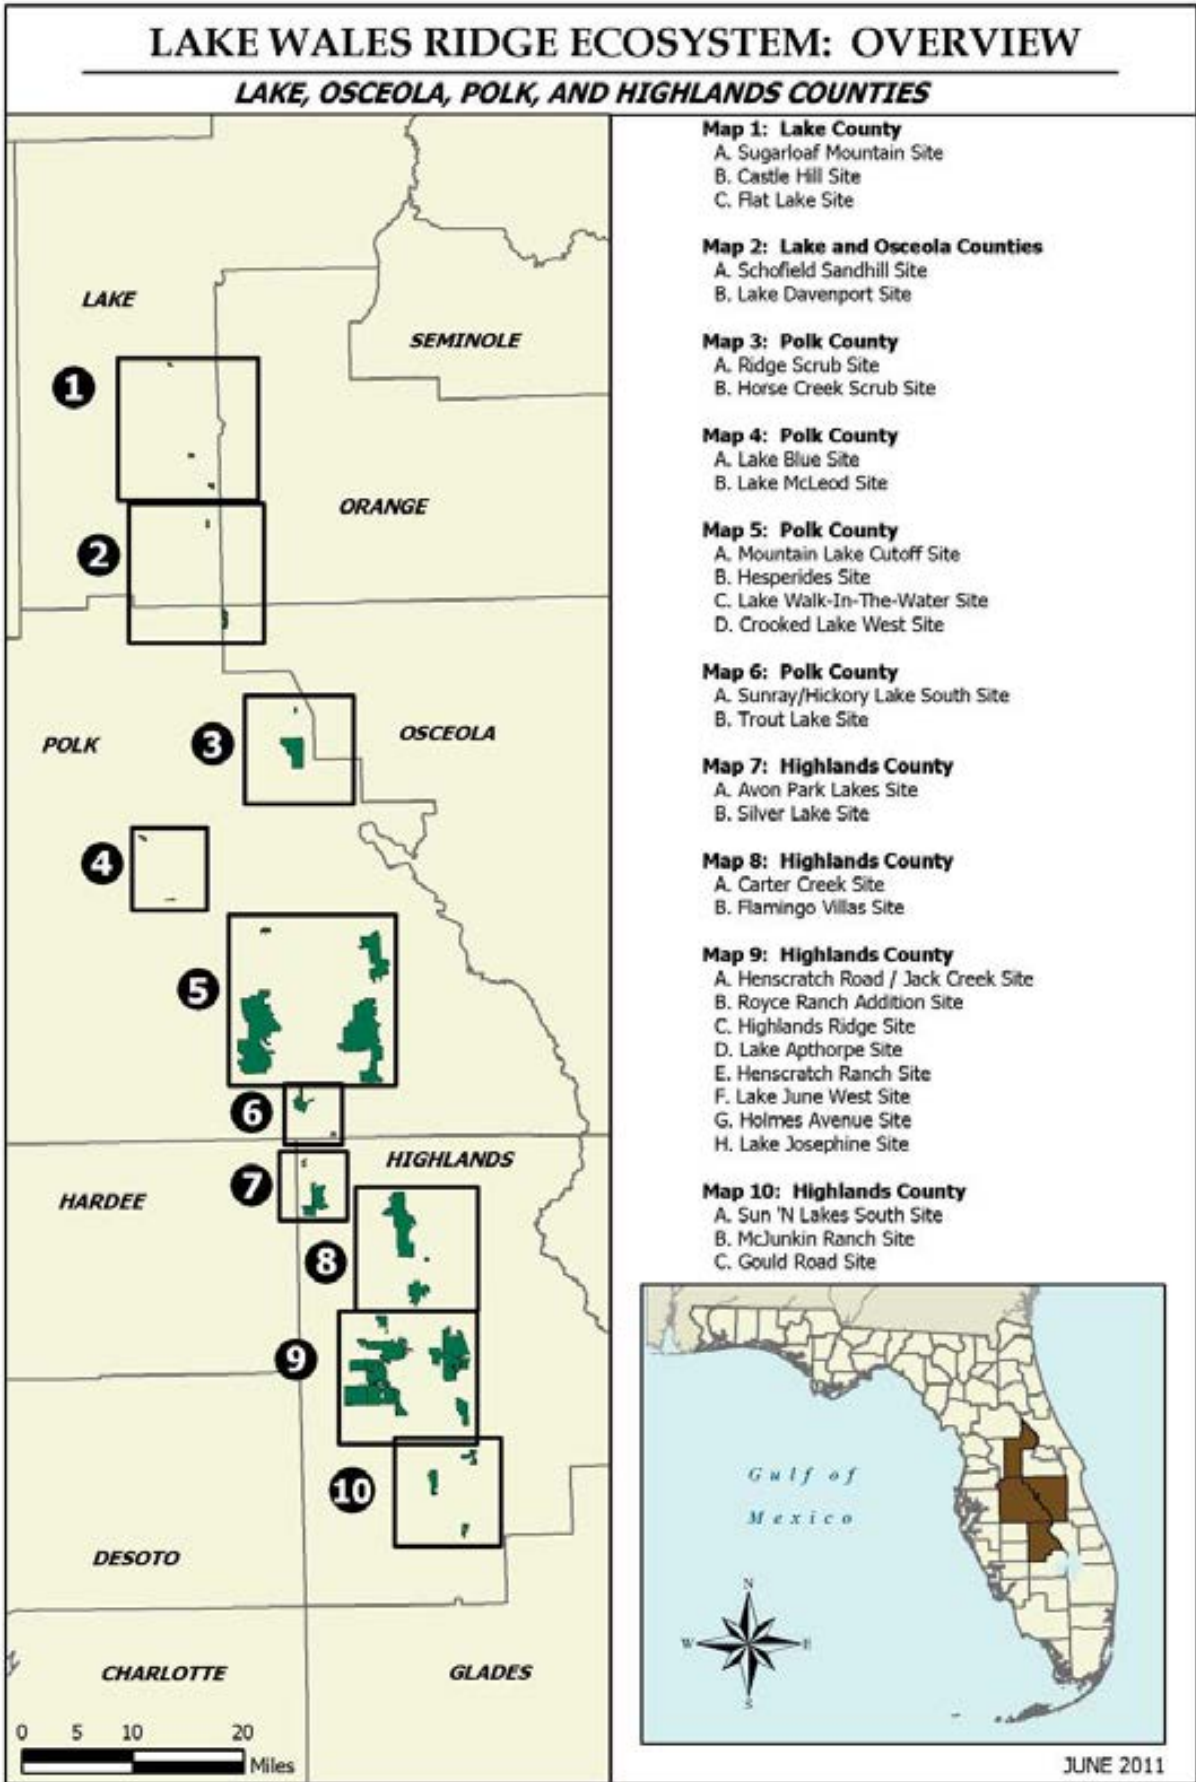 LAKE WALES RIDGE ECOSYSTEM: OVERVIEW
LAKE, OSCEOLA, POLK, AND HIGHLANDS COUNTIES
LAKE
SEMINOLE
1
ORANGE
2
POLK
3
OSCEOLA
4
5
6
HIGHLANDS
7
HARDEE
8
9
10
DESOTO
CHARLOTTE
GLADES
0 5 10 20
Miles
Map 1: Lake County
A. Sugarloaf Mountain Site
B. Castle Hill Site
C. Flat Lake Site
Map 2: Lake and Osceola Counties
A. Schofield Sandhill Site
B. Lake Davenport Site
Map 3: Polk County
A. Ridge Scrub Site
B. Horse Creek Scrub Site
Map 4: Polk County
A. Lake Blue Site
B. Lake McLeod Site
Map 5: Polk County
A. Mountain Lake Cutoff Site
B. Hesperides Site
C. Lake Walk-In-The-Water Site
D. Crooked Lake West Site
Map 6: Polk County
A. Sunray/Hickory Lake South Site
B. Trout Lake Site
Map 7: Highlands County
A. Avon Park Lakes Site
B. Silver Lake Site
Map 8: Highlands County
A. Carter Creek Site
B. Flamingo Villas Site
Map 9: Highlands County
A. Henscratch Road / Jack Creek Site
B. Royce Ranch Addition Site
C. Highlands Ridge Site
D. Lake Apthorpe Site
E. Henscratch Ranch Site
F. Lake June West Site
G. Holmes Avenue Site
H. Lake Josephine Site
Map 10: Highlands County
A. Sun 'N Lakes South Site
B. McJunkin Ranch Site
C. Gould Road Site
Gulf of
Mexico
N
W E
S
JUNE 2011